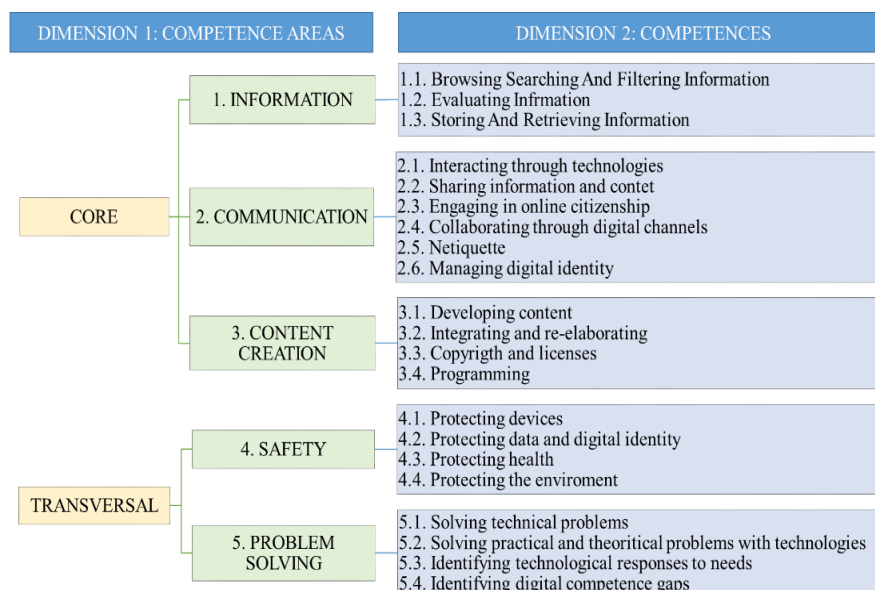 DIMENSION 1: COMPETENCE AREAS
DIMENSION 2: COMPETENCES
CORE
1. INFORMATION
1.1. Browsing Searching And Filtering Information
1.2. Evaluating Infrmation
1.3. Storing And Retrieving Information
2. COMMUNICATION
2.1. Interacting through technologies
2.2. Sharing information and contet
2.3. Engaging in online citizenship
2.4. Collaborating through digital channels
2.5. Netiquette
2.6. Managing digital identity
3. CONTENT
CREATION
3.1. Developing content
3.2. Integrating and re-elaborating
3.3. Copyrigth and licenses
3.4. Programming
TRANSVERSAL
4. SAFETY
4.1. Protecting devices
4.2. Protecting data and digital identity
4.3. Protecting health
4.4. Protecting the enviroment
5. PROBLEM
SOLVING
5.1. Solving technical problems
5.2. Solving practical and theoritical problems with technologies
5.3. Identifying technological responses to needs
5.4. Identifying digital competence gaps